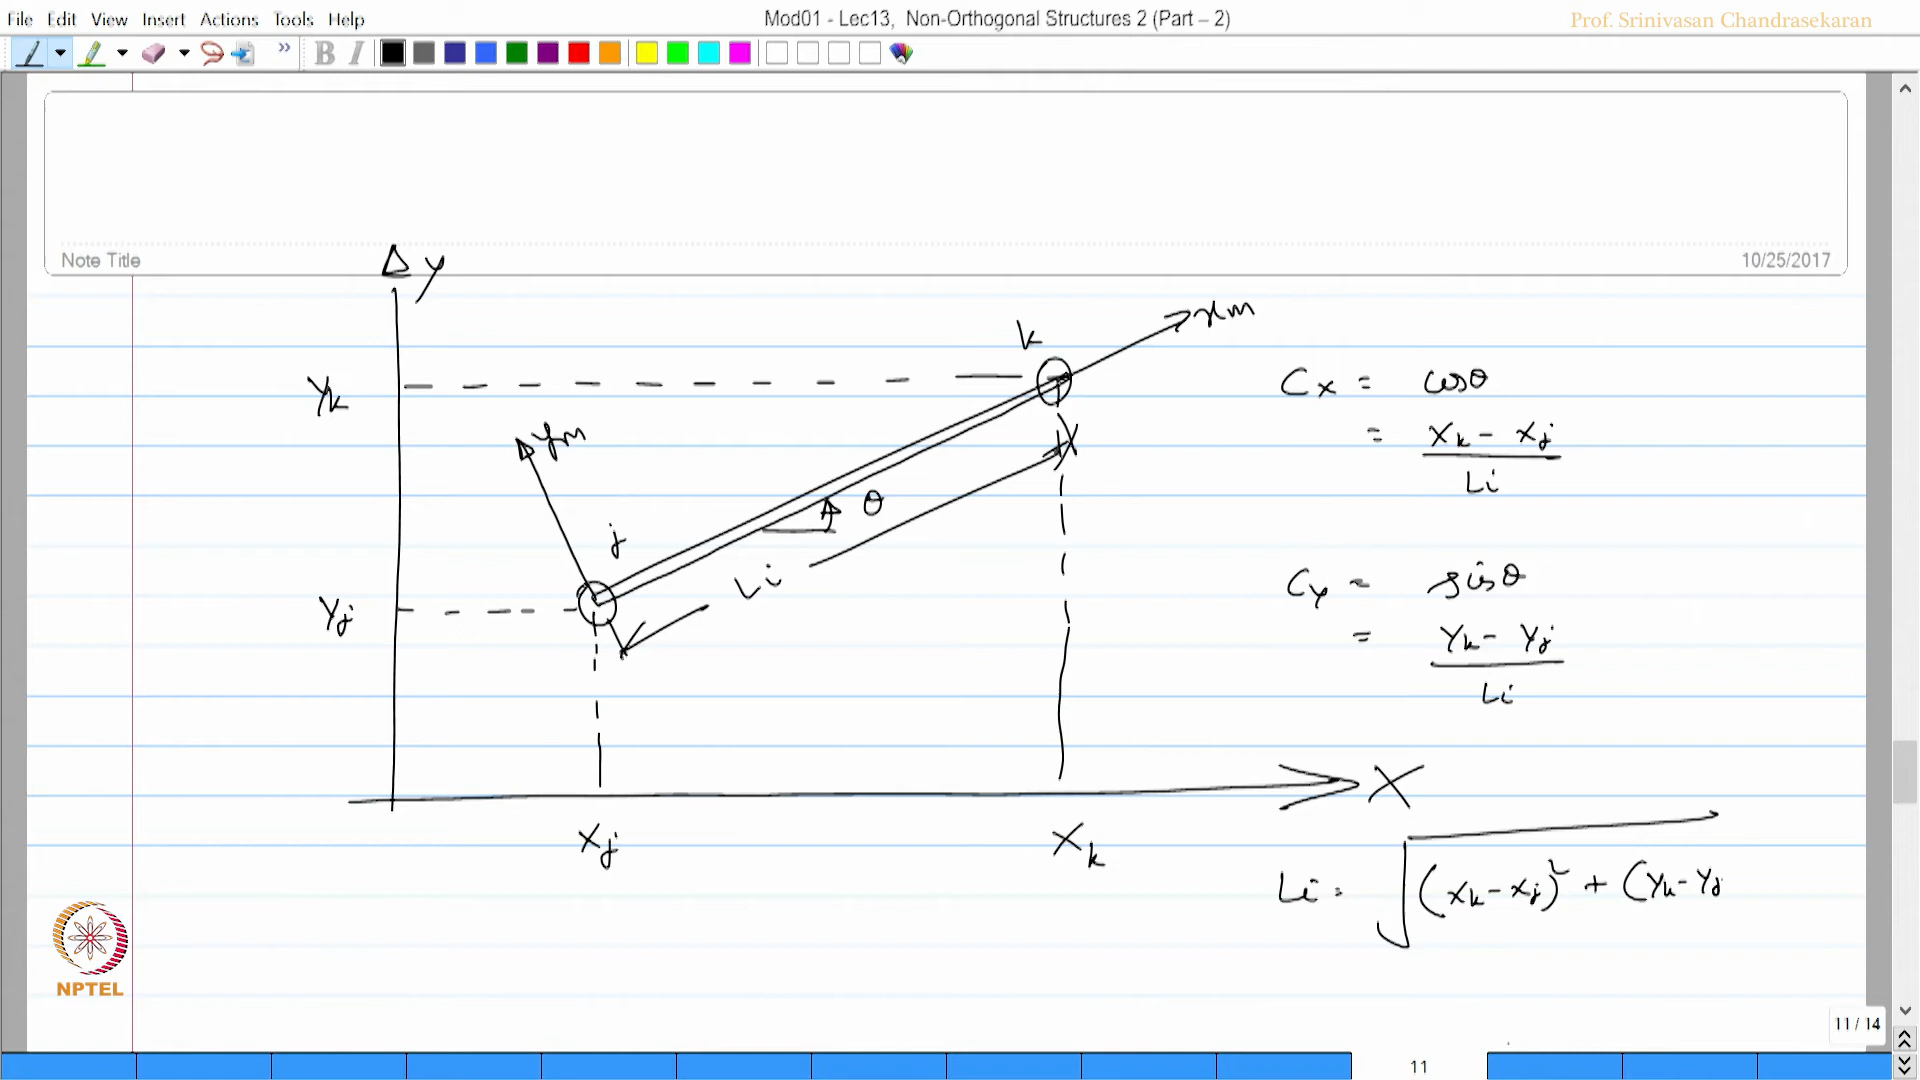 File Edit View Insert Actions Tools Help
Mod01 - Lec13, Non-Orthogonal Structures 2 (Part – 2)
Prof. Srinivasan Chandrasekaran
B I
Note Title
10/25/2017
y
xm
k
Yk
Cx = cosθ
ym
= Xk - Xj
Li
θ
j
Li
Cy = sinθ
Yj
= Yk - Yj
Li
X
Xj
Xk
Li = √(Xk - Xj)² + (Yk - Yj
NPTEL
11 / 14
11